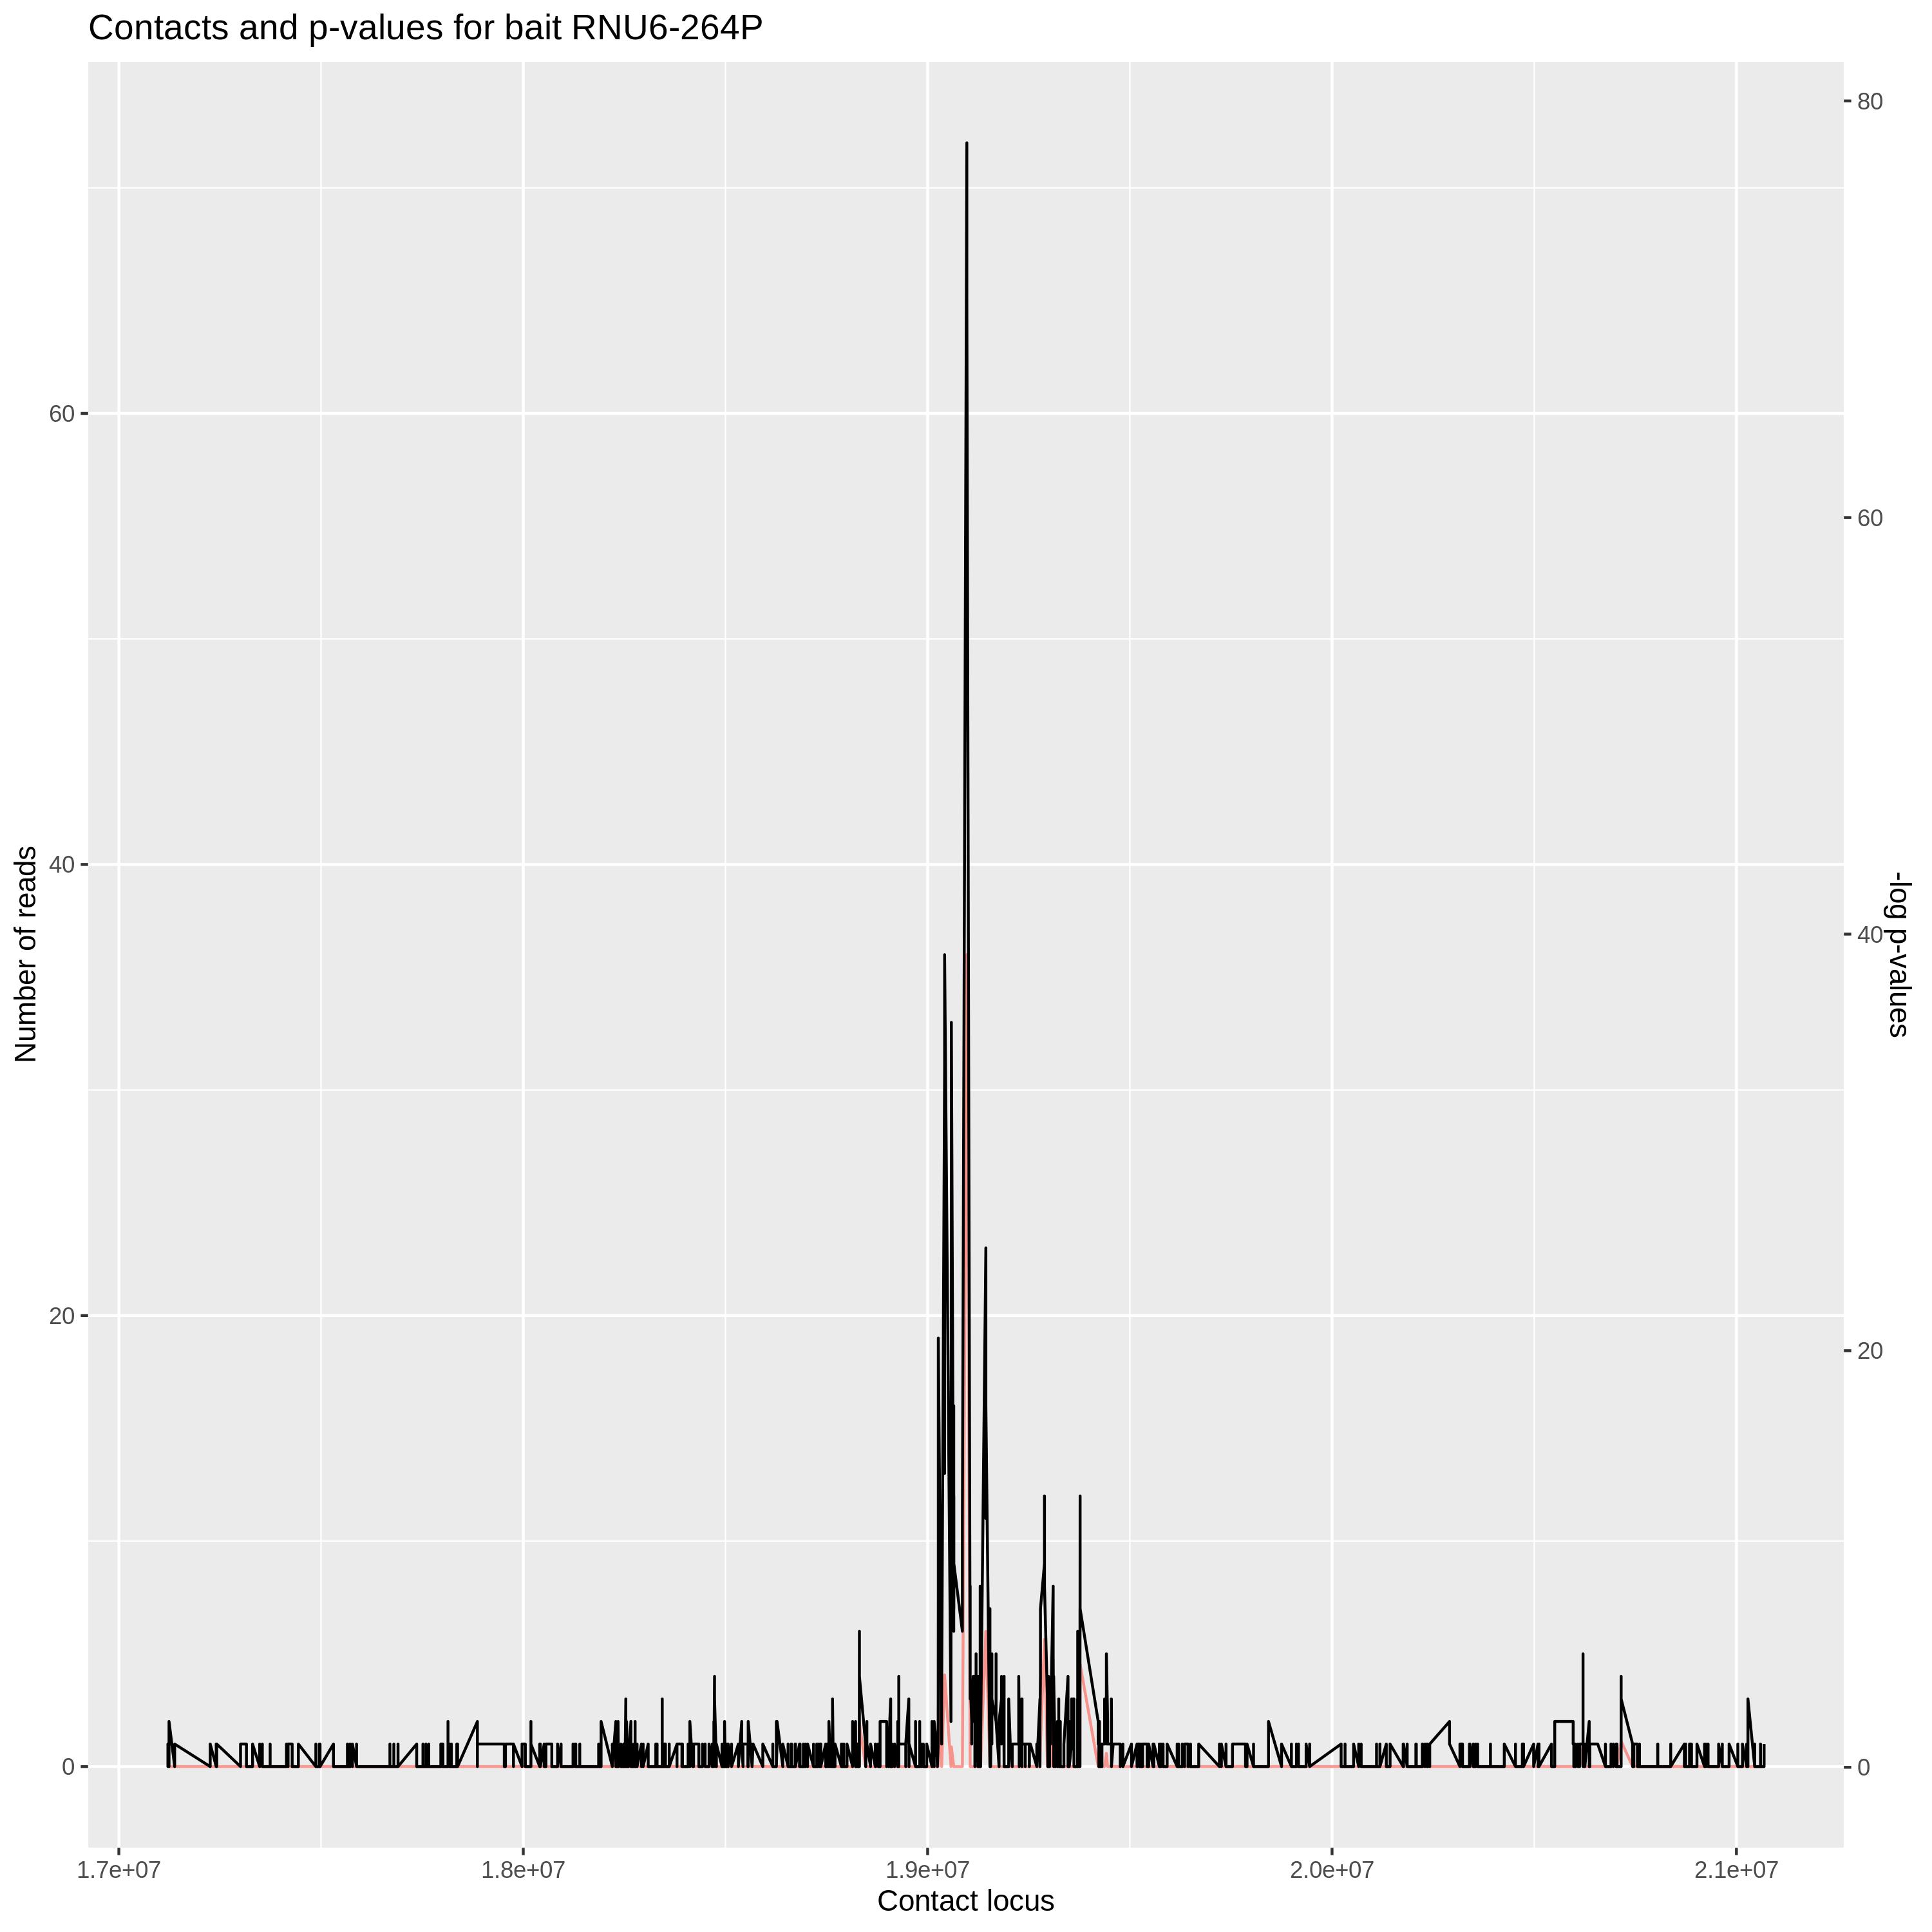 Contacts and p-values for bait RNU6-264P
Number of reads
60
40
20
0
80
60
40
20
0
-log p-values
1.7e+07
1.8e+07
1.9e+07
2.0e+07
2.1e+07
Contact locus